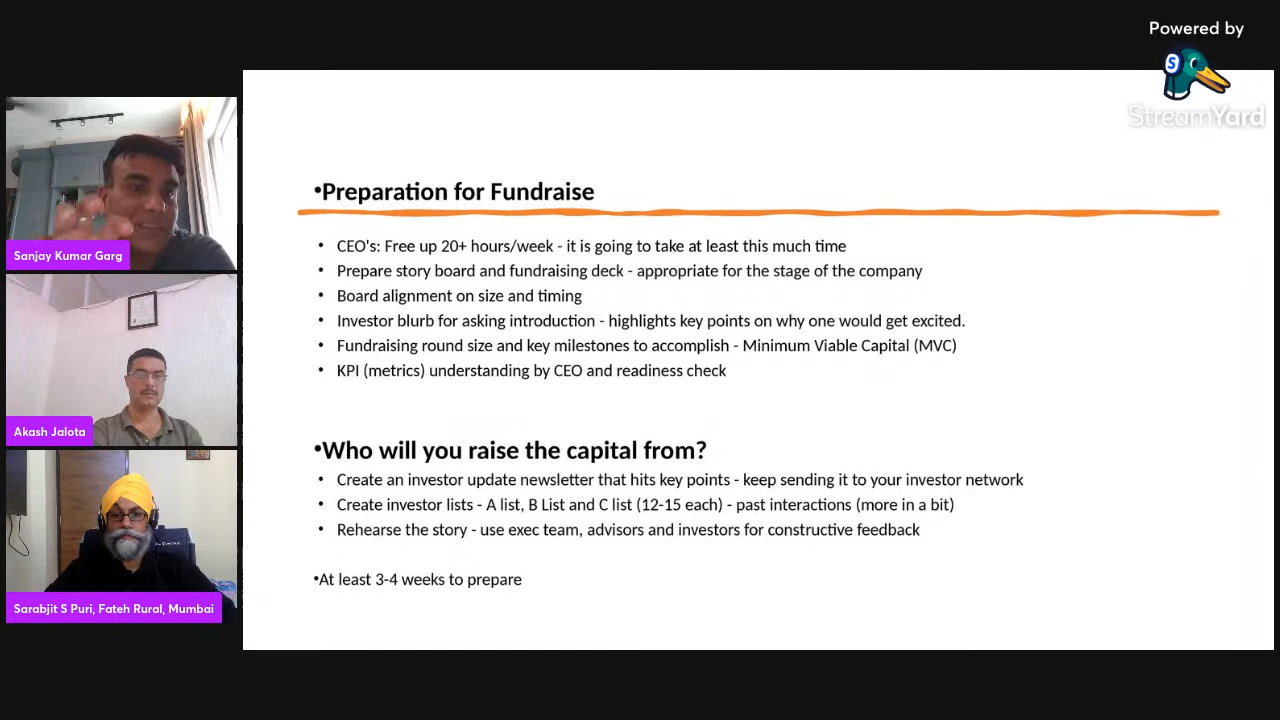 Powered by
S
StreamYard
Sanjay Kumar Garg
Akash Jalota
Sarabjit S Puri, Fateh Rural, Mumbai
•Preparation for Fundraise
• CEO's: Free up 20+ hours/week - it is going to take at least this much time
• Prepare story board and fundraising deck - appropriate for the stage of the company
• Board alignment on size and timing
• Investor blurb for asking introduction - highlights key points on why one would get excited.
• Fundraising round size and key milestones to accomplish - Minimum Viable Capital (MVC)
• KPI (metrics) understanding by CEO and readiness check
•Who will you raise the capital from?
• Create an investor update newsletter that hits key points - keep sending it to your investor network
• Create investor lists - A list, B List and C list (12-15 each) - past interactions (more in a bit)
• Rehearse the story - use exec team, advisors and investors for constructive feedback
•At least 3-4 weeks to prepare